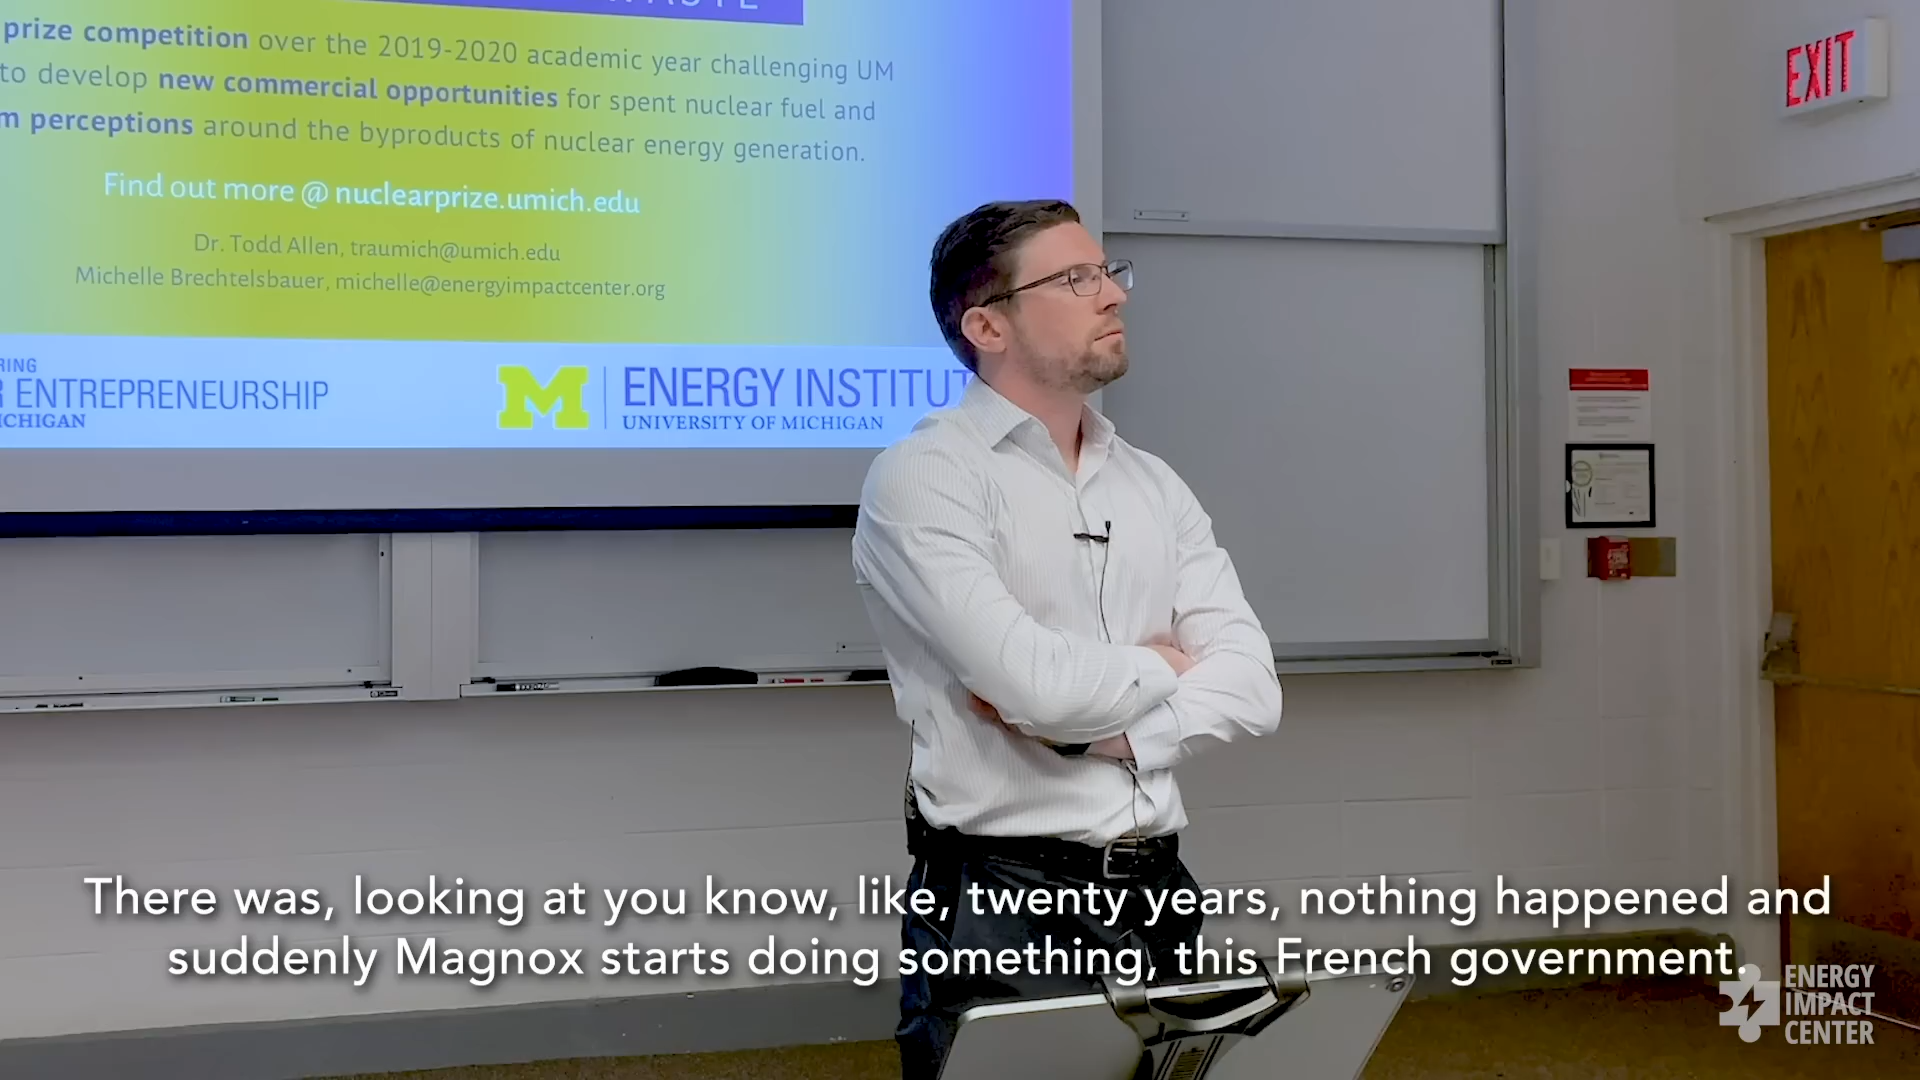 prize competition over the 2019-2020 academic year challenging UM
to develop new commercial opportunities for spent nuclear fuel and
perceptions around the byproducts of nuclear energy generation.
Find out more @ nuclearprize.umich.edu
Dr. Todd Allen, traumich@umich.edu
Michelle Brechtelsbauer, michelle@energyimpactcenter.org
ENTREPRENEURSHIP
M ENERGY INSTITUT
UNIVERSITY OF MICHIGAN
EXIT
There was, looking at you know, like, twenty years, nothing happened and
suddenly Magnox starts doing something, this French government.
ENERGY
IMPACT
CENTER